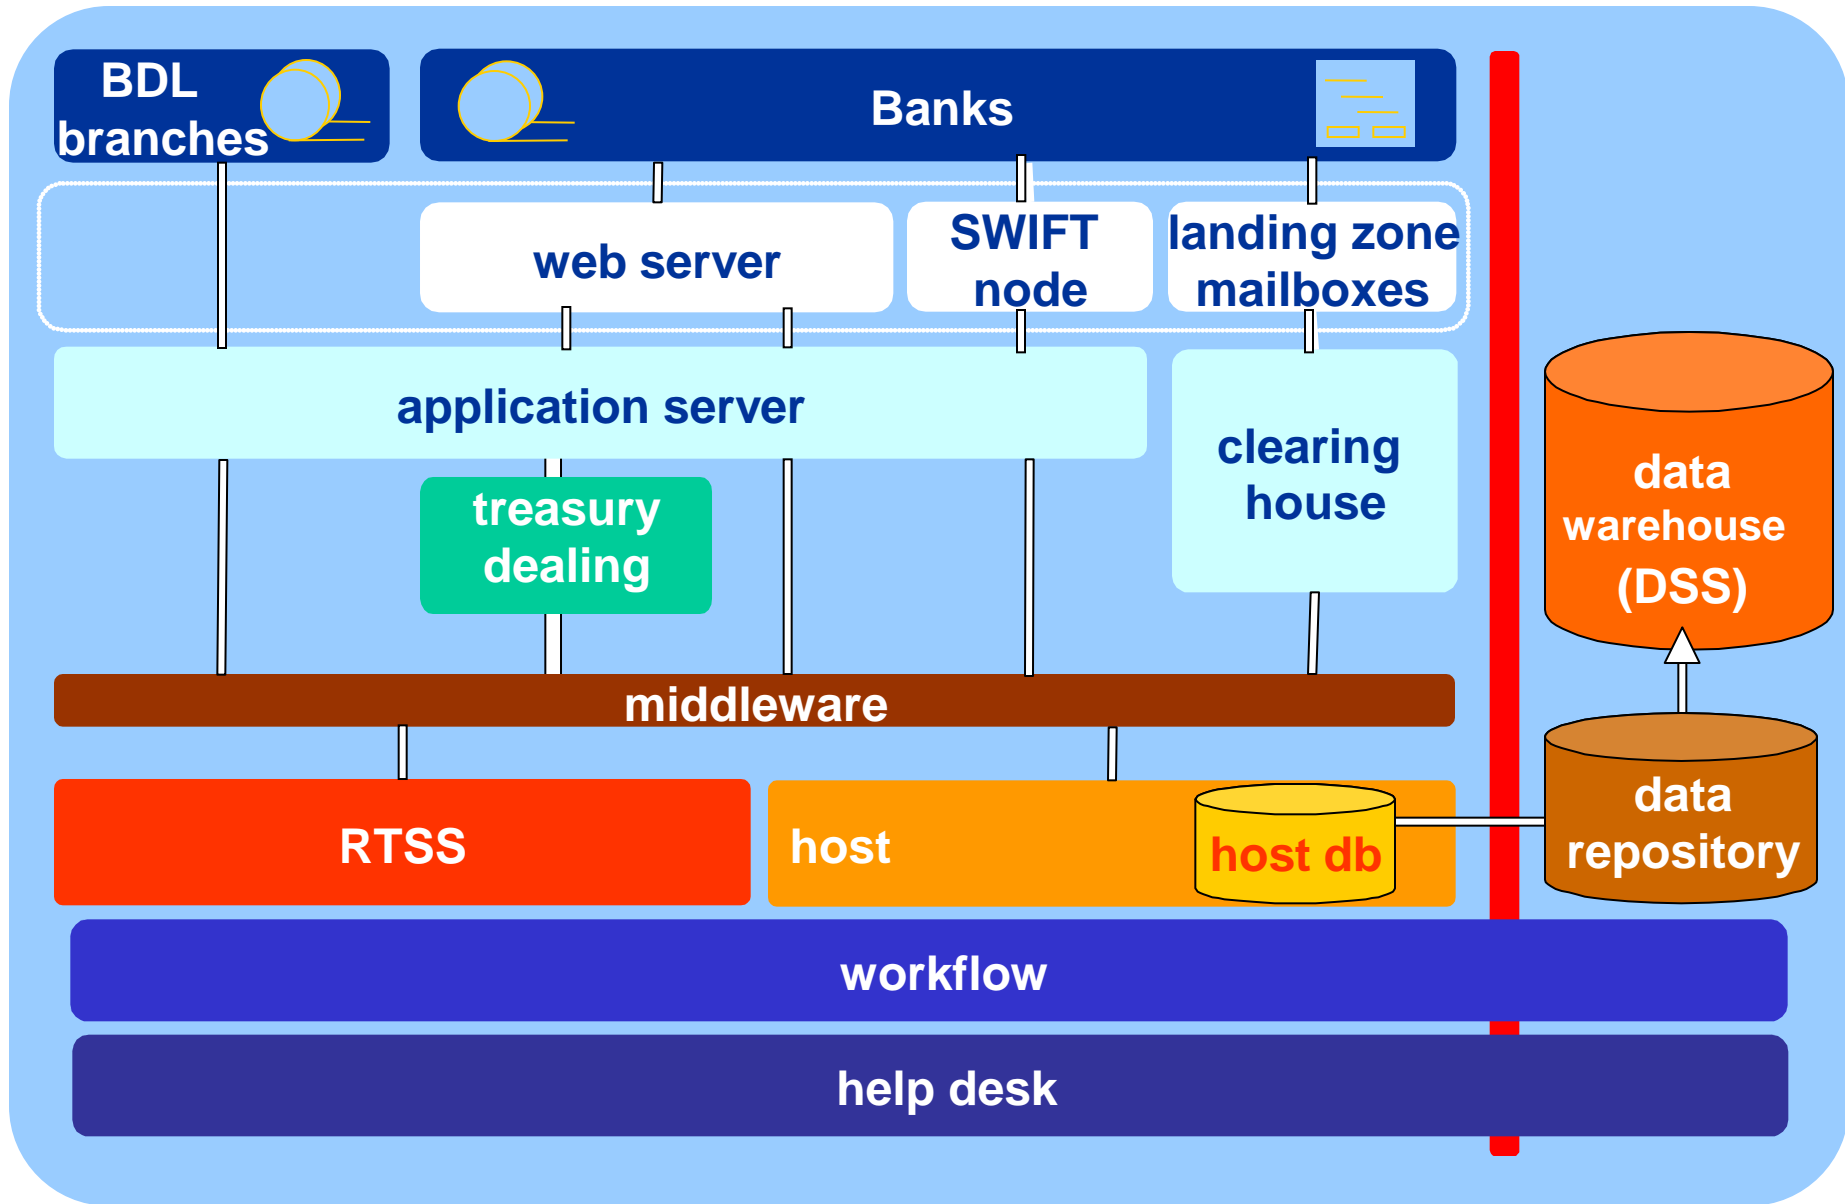 BDL
branches
Banks
web server
SWIFT
node
landing zone
mailboxes
application server
clearing
house
treasury
dealing
data
warehouse
(DSS)
middleware
RTSS
host
host db
data
repository
workflow
help desk